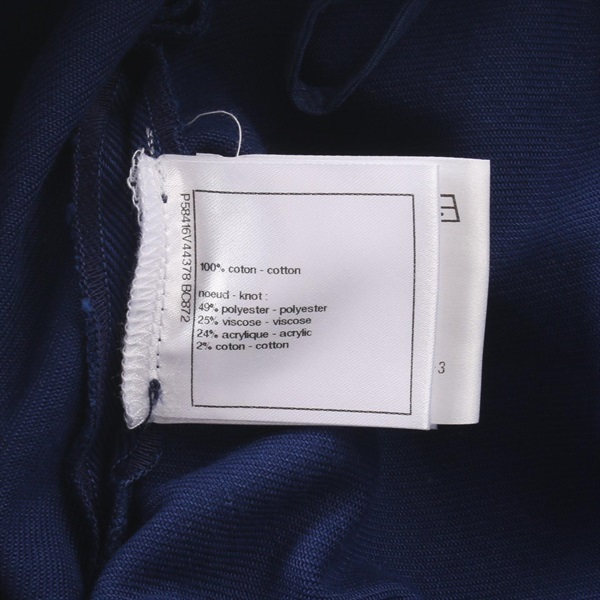 P58416V44378 BC872
100% coton - cotton
noeud - knot :
49% polyester - polyester
25% viscose - viscose
24% acrylique - acrylic
2% coton - cotton
3